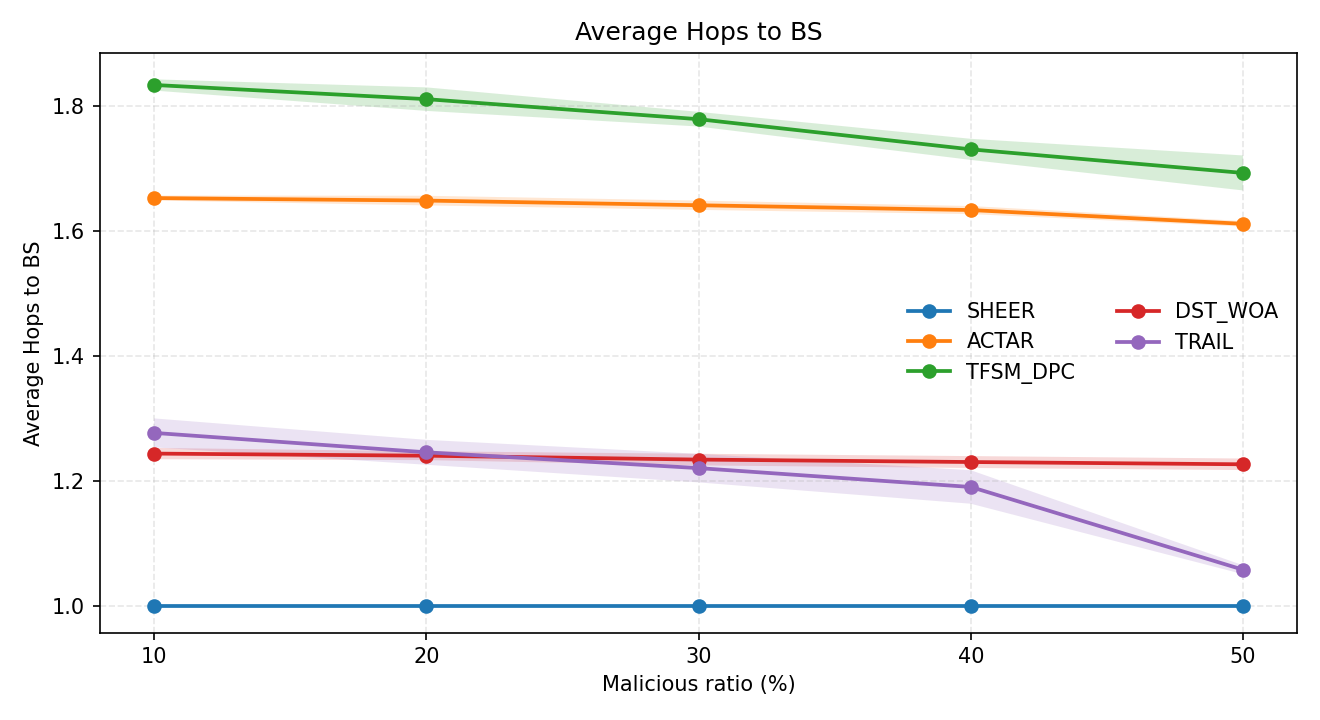 Average Hops to BS
Average Hops to BS
1.8
1.6
1.4
1.2
1.0
SHEER
ACTAR
TFSM_DPC
DST_WOA
TRAIL
10 20 30 40 50
Malicious ratio (%)